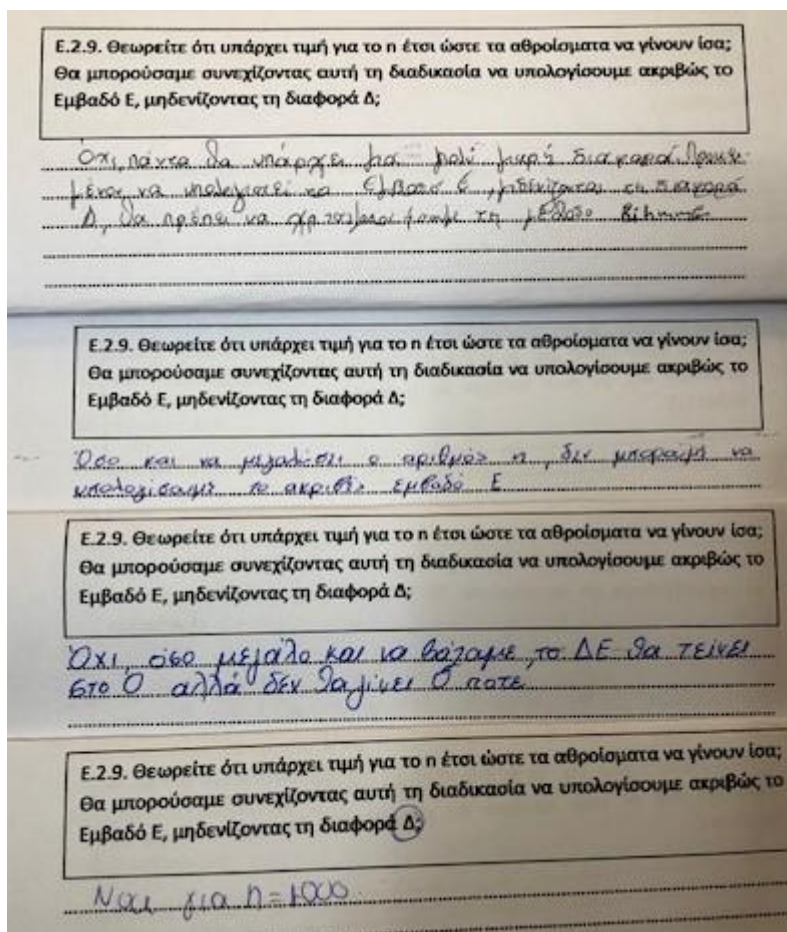 Ε.2.9. Θεωρείτε ότι υπάρχει τιμή για το n έτσι ώστε τα αθροίσματα να γίνουν ίσα;
Θα μπορούσαμε συνεχίζοντας αυτή τη διαδικασία να υπολογίσουμε ακριβώς το
Εμβαδό Ε, μηδενίζοντας τη διαφορά Δ;
Όχι, πάντα θα υπάρχει μια πολύ μικρή διαφορά. Προκει-
μένου να υπολογιστεί το Εμβαδό Ε, μηδενίζοντας τη διαφορά
Δ, θα πρέπει να χρησιμοποιήσουμε τη μέθοδο
Ε.2.9. Θεωρείτε ότι υπάρχει τιμή για το n έτσι ώστε τα αθροίσματα να γίνουν ίσα;
Θα μπορούσαμε συνεχίζοντας αυτή τη διαδικασία να υπολογίσουμε ακριβώς το
Εμβαδό Ε, μηδενίζοντας τη διαφορά Δ;
Όσο και να μεγαλώσει ο αριθμός n, δεν μπορούμε να
υπολογίσουμε το ακριβές εμβαδό Ε
Ε.2.9. Θεωρείτε ότι υπάρχει τιμή για το n έτσι ώστε τα αθροίσματα να γίνουν ίσα;
Θα μπορούσαμε συνεχίζοντας αυτή τη διαδικασία να υπολογίσουμε ακριβώς το
Εμβαδό Ε, μηδενίζοντας τη διαφορά Δ;
Όχι, όσο μεγάλο και να βάζαμε, το ΔΕ θα τείνει
στο 0 αλλά δεν θα γίνει 0 ποτε
Ε.2.9. Θεωρείτε ότι υπάρχει τιμή για το n έτσι ώστε τα αθροίσματα να γίνουν ίσα;
Θα μπορούσαμε συνεχίζοντας αυτή τη διαδικασία να υπολογίσουμε ακριβώς το
Εμβαδό Ε, μηδενίζοντας τη διαφορά Δ;
Ναι για n=1000